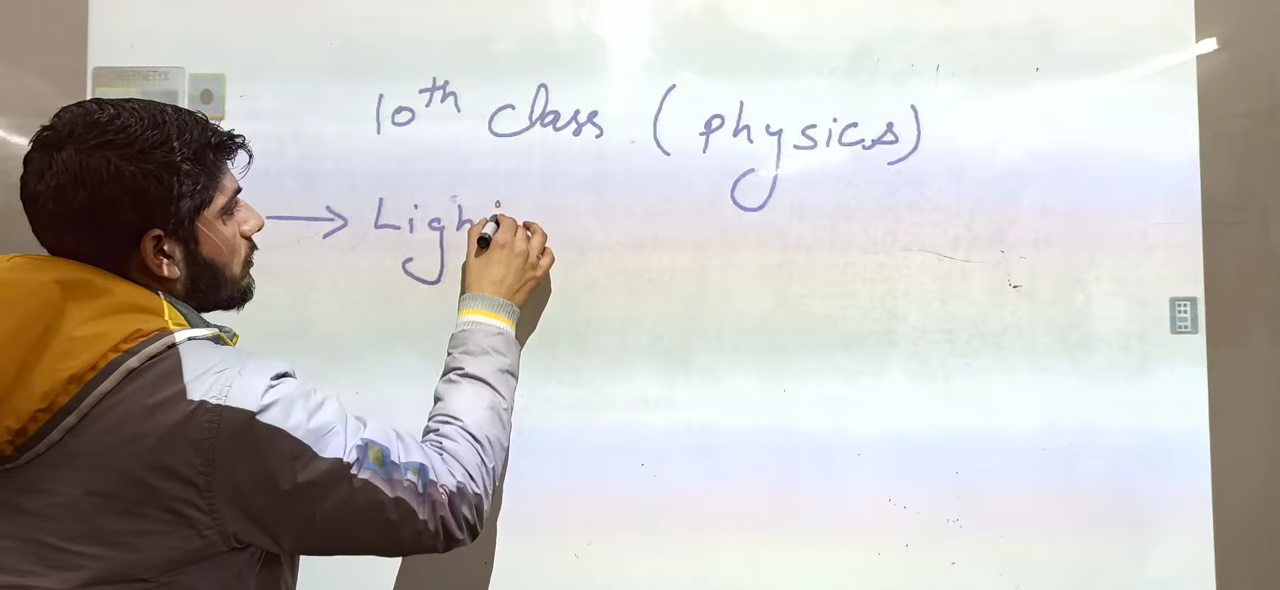 10th class (physics)
→ Ligh